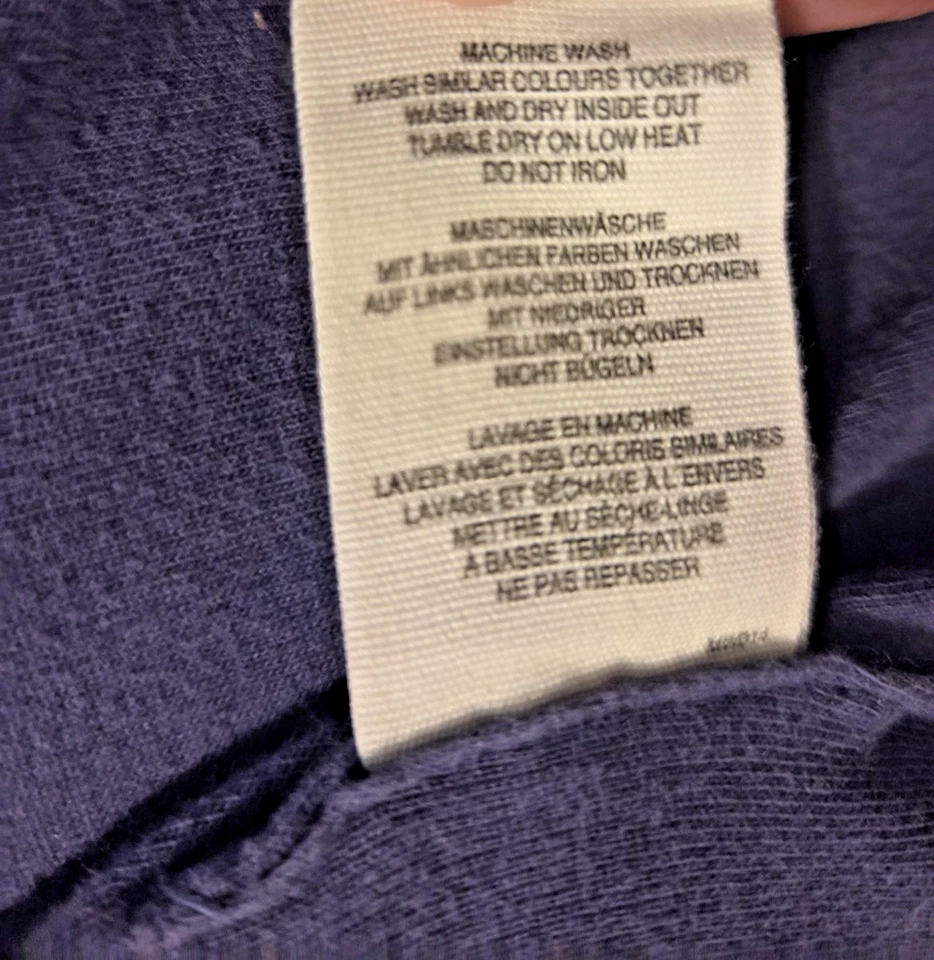 MACHINE WASH
WASH SIMILAR COLOURS TOGETHER
WASH AND DRY INSIDE OUT
TUMBLE DRY ON LOW HEAT
DO NOT IRON
MASCHINENWÄSCHE
MIT ÄHNLICHEN FARBEN WASCHEN
AUF LINKS WASCHEN UND TROCKNEN
MIT NIEDRIGER
EINSTELLUNG TROCKNEN
NICHT BÜGELN
LAVAGE EN MACHINE
LAVER AVEC DES COLORIS SIMILAIRES
LAVAGE ET SÉCHAGE À L'ENVERS
METTRE AU SÈCHE-LINGE
À BASSE TEMPÉRATURE
NE PAS REPASSER